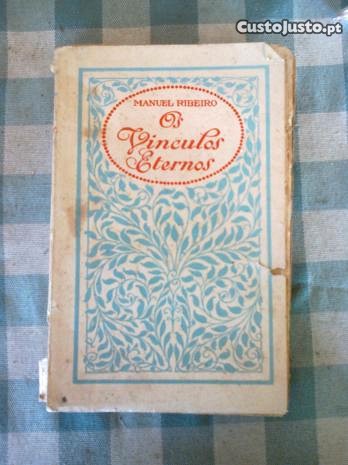 CustoJusto.pt
MANUEL RIBEIRO
Os
Vinculos
Eternos